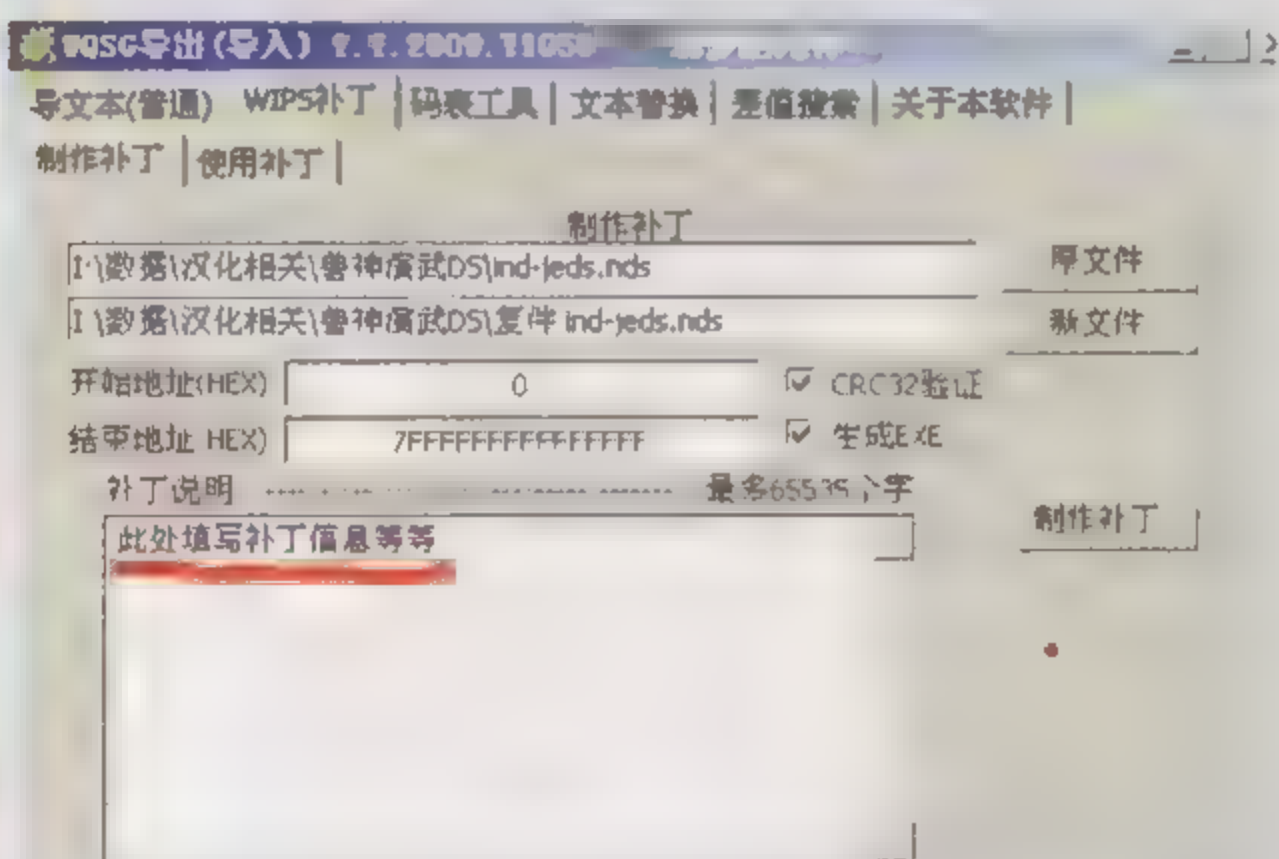 WQSG导出(导入)
导文本(普通) WIPS补丁 码表工具 文本替换 差值搜索 关于本软件
制作补丁 使用补丁
制作补丁
I:\数据\汉化相关\兽神演武DS\ind-jeds.nds 原文件
I:\数据\汉化相关\兽神演武DS\复件 ind-jeds.nds 新文件
开始地址(HEX) 0 CRC32验证
结束地址(HEX) 7FFFFFFFFFFFFFFF 生成EXE
补丁说明 最多65535个字
此处填写补丁信息等等 制作补丁